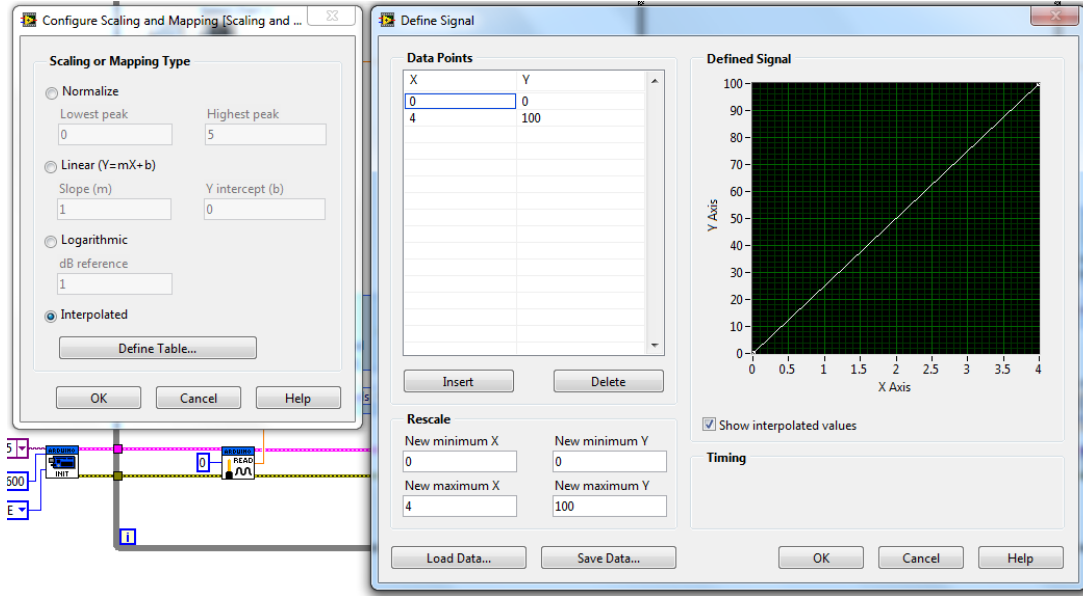 Configure Scaling and Mapping [Scaling and ...
Scaling or Mapping Type
Normalize
Lowest peak Highest peak
0 5
Linear (Y=mX+b)
Slope (m) Y intercept (b)
1 0
Logarithmic
dB reference
1
Interpolated
Define Table...
OK Cancel Help
5
600
E
ARDUINO
INIT
0
ARDUINO
READ
i
s
Define Signal
Data Points
X Y
0 0
4 100
Insert Delete
Rescale
New minimum X New minimum Y
0 0
New maximum X New maximum Y
4 100
Load Data... Save Data...
Defined Signal
100
90
80
70
60
50
40
30
20
10
0
Y Axis
0 0.5 1 1.5 2 2.5 3 3.5 4
X Axis
Show interpolated values
Timing
OK Cancel Help